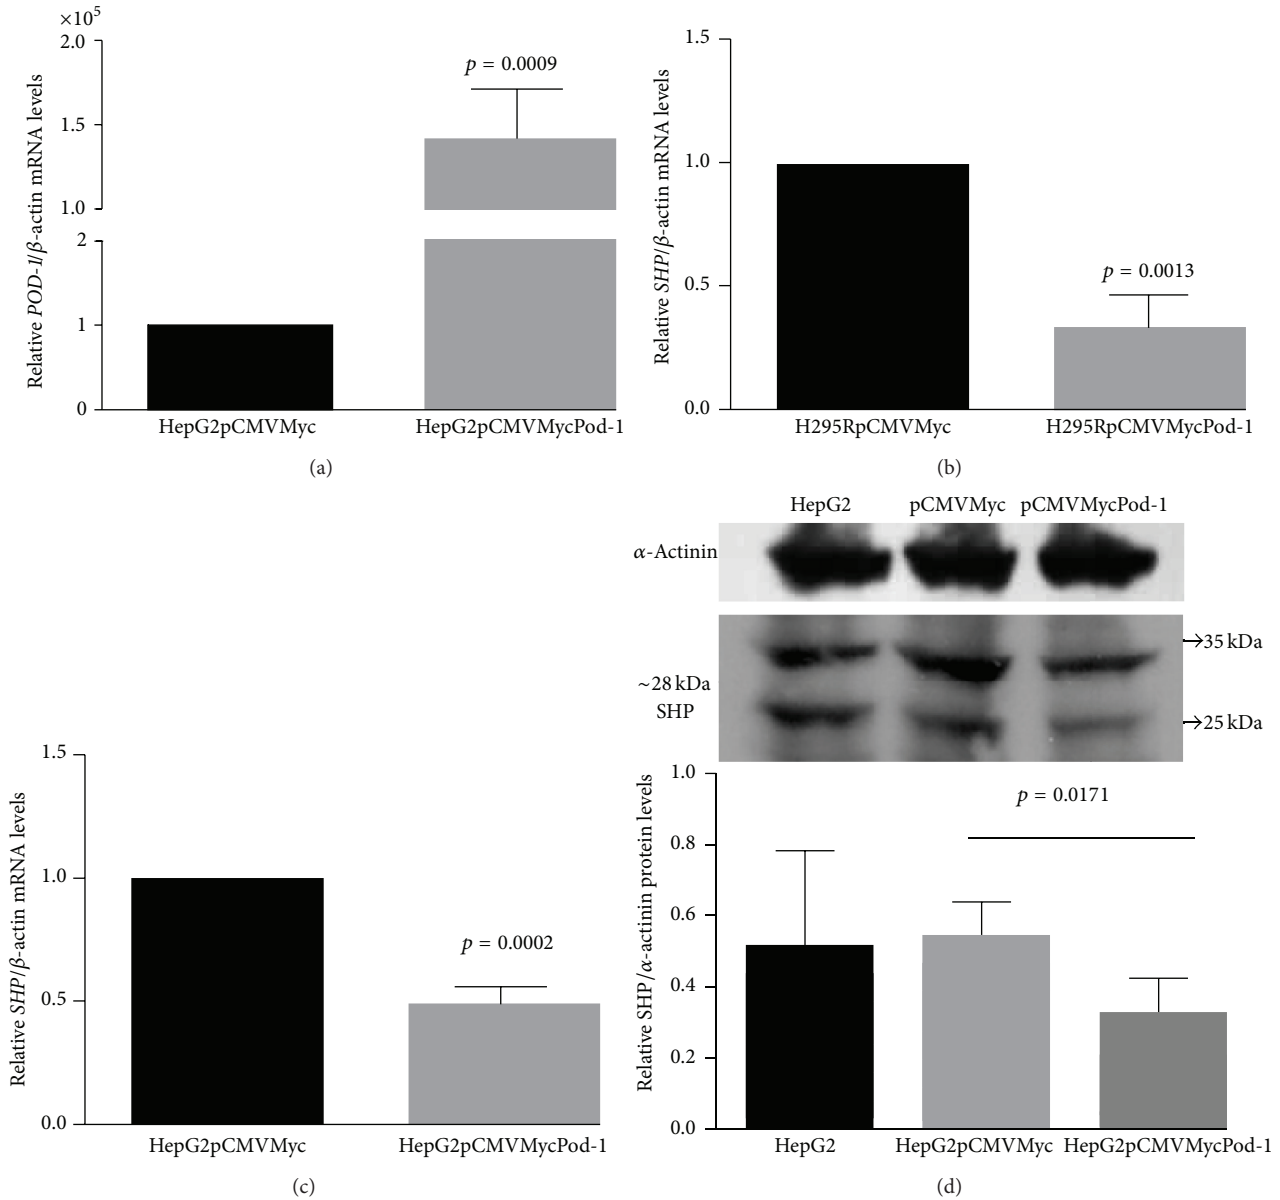 ×10⁵
2.0
1.5
1.0
2
1
0
Relative POD-1/β-actin mRNA levels
p = 0.0009
HepG2pCMVMyc
HepG2pCMVMycPod-1
(a)
1.5
1.0
0.5
0.0
Relative SHP/β-actin mRNA levels
p = 0.0013
H295RpCMVMyc
H295RpCMVMycPod-1
(b)
1.5
1.0
0.5
0.0
Relative SHP/β-actin mRNA levels
p = 0.0002
HepG2pCMVMyc
HepG2pCMVMycPod-1
(c)
HepG2
pCMVMyc
pCMVMycPod-1
α-Actinin
→35 kDa
~28 kDa
SHP
→25 kDa
1.0
0.8
0.6
0.4
0.2
0.0
Relative SHP/α-actinin protein levels
p = 0.0171
HepG2
HepG2pCMVMyc
HepG2pCMVMycPod-1
(d)